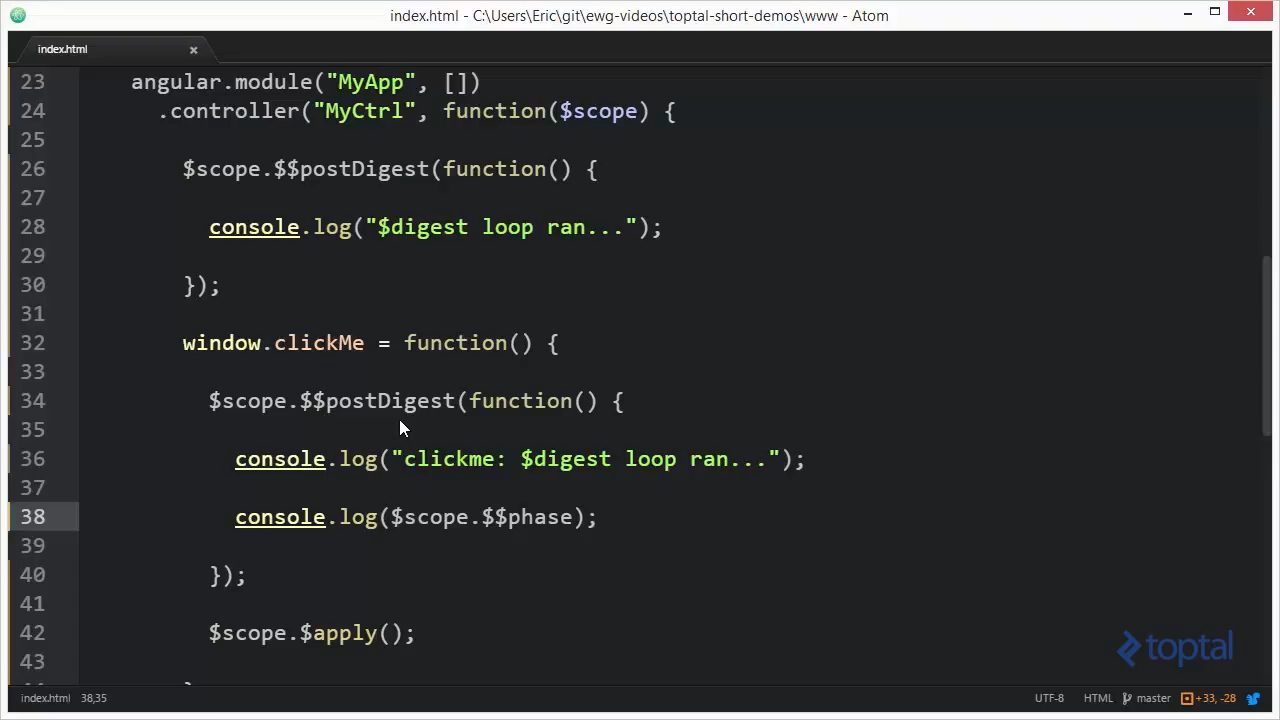 index.html - C:\Users\Eric\git\ewg-videos\toptal-short-demos\www - Atom
index.html
23 angular.module("MyApp", [])
24 .controller("MyCtrl", function($scope) {
25
26 $scope.$$postDigest(function() {
27
28 console.log("$digest loop ran...");
29
30 });
31
32 window.clickMe = function() {
33
34 $scope.$$postDigest(function() {
35
36 console.log("clickme: $digest loop ran...");
37
38 console.log($scope.$$phase);
39
40 });
41
42 $scope.$apply();
43
toptal
index.html 38,35 UTF-8 HTML master +33, -28